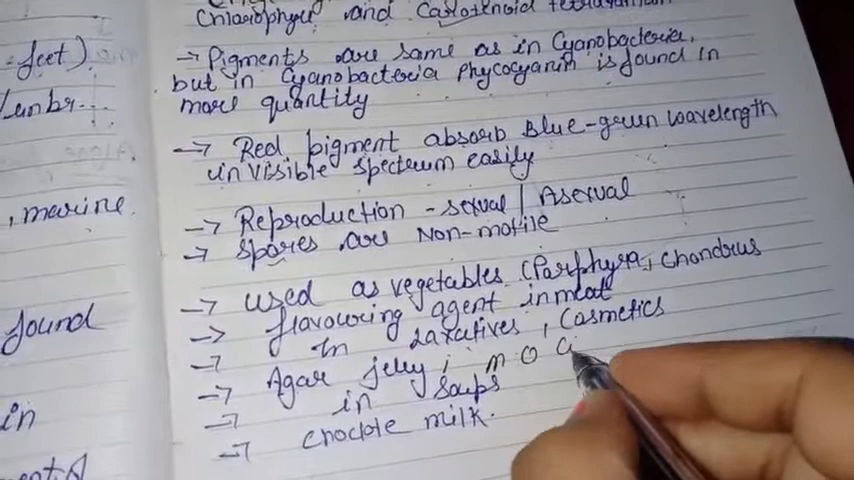 feet)
, marine
found
in
and Carotenoid
→ Pigments are same as in Cyanobacteria,
but in Cyanobacteria Phycocyanin is found in
more quantity
→ Red pigment absorb Blue-green wavelength
in visible spectrum easily
→ Reproduction - sexual / Asexual
→ spores are Non-motile
→ used as vegetables (Porphyra, Chondrus
→ flavouring agent in meat
→ In Laxatives, Cosmetics
→ Agar Jelly, M O
→ in Soups
→ choclate milk.